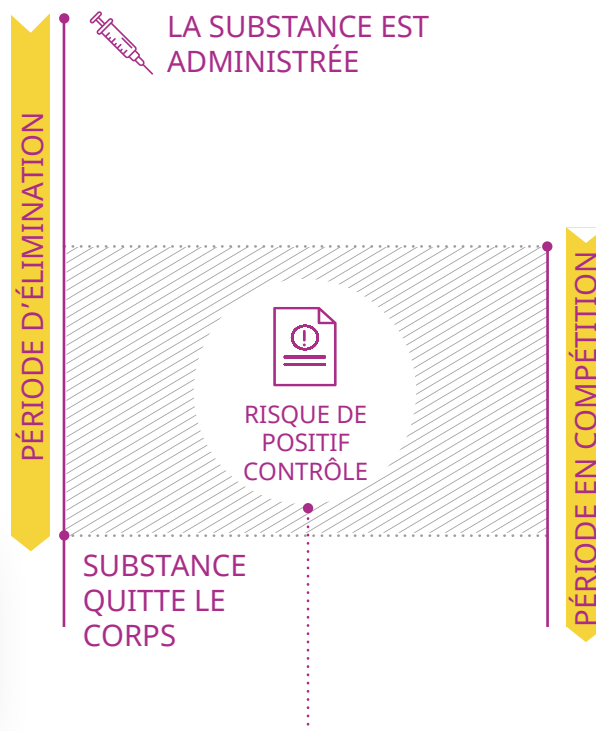 LA SUBSTANCE EST
ADMINISTRÉE
PÉRIODE D'ÉLIMINATION
PÉRIODE EN COMPÉTITION
RISQUE DE
POSITIF
CONTRÔLE
SUBSTANCE
QUITTE LE
CORPS